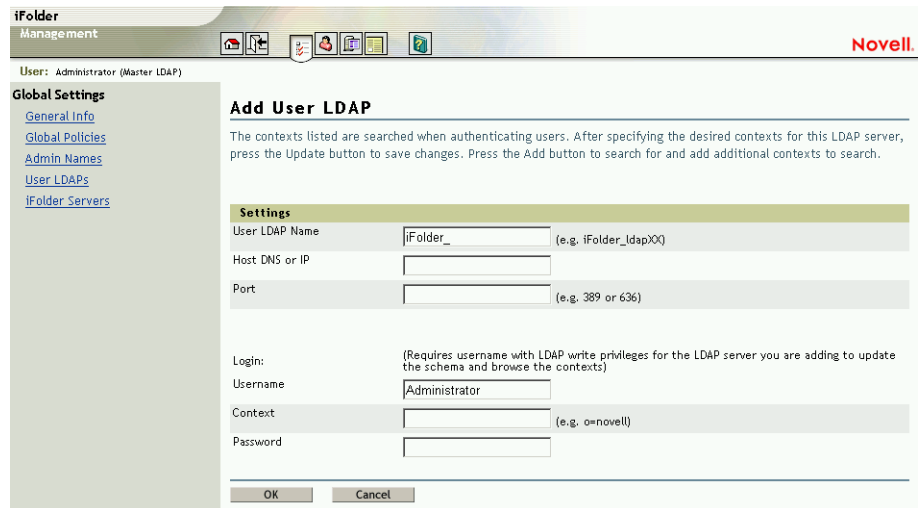 iFolder
Management
Novell.
User: Administrator (Master LDAP)
Global Settings
General Info
Global Policies
Admin Names
User LDAPs
iFolder Servers
Add User LDAP
The contexts listed are searched when authenticating users. After specifying the desired contexts for this LDAP server,
press the Update button to save changes. Press the Add button to search for and add additional contexts to search.
Settings
User LDAP Name iFolder_ (e.g. iFolder_ldapXX)
Host DNS or IP
Port (e.g. 389 or 636)
Login: (Requires username with LDAP write privileges for the LDAP server you are adding to update
the schema and browse the contexts)
Username Administrator
Context (e.g. o=novell)
Password
OK Cancel